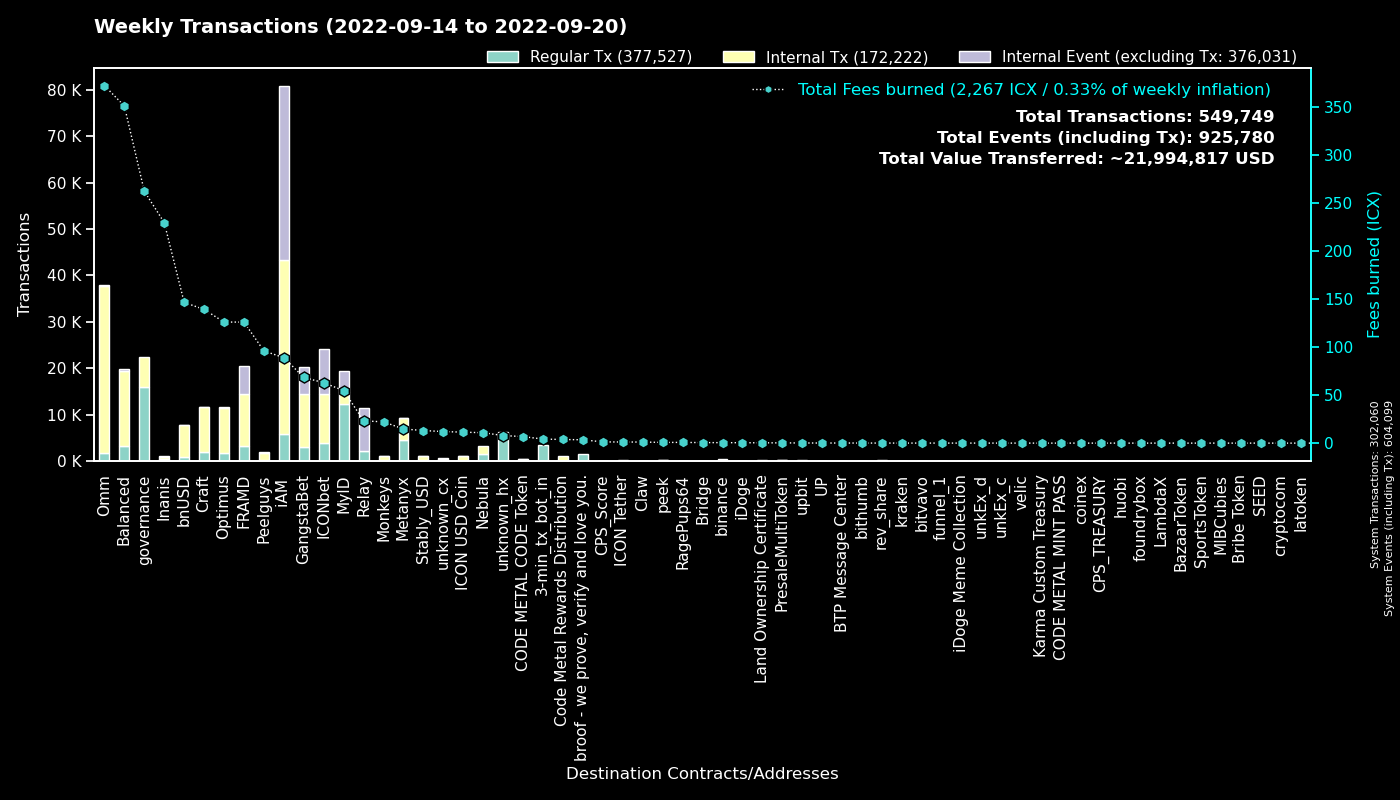 Weekly Transactions (2022-09-14 to 2022-09-20)
Regular Tx (377,527)
Internal Tx (172,222)
Internal Event (excluding Tx: 376,031)
Total Fees burned (2,267 ICX / 0.33% of weekly inflation)
Total Transactions: 549,749
Total Events (including Tx): 925,780
Total Value Transferred: ~21,994,817 USD
Transactions
80 K
70 K
60 K
50 K
40 K
30 K
20 K
10 K
0 K
350
300
250
200
150
100
50
0
Fees burned (ICX)
System Transactions: 302,060
System Events (including Tx): 604,099
Omm
Balanced
governance
Inanis
bnUSD
Craft
Optimus
FRAMD
Peelguys
iAM
GangstaBet
ICONbet
MyID
Relay
Monkeys
Metanyx
Stably_USD
unknown_cx
ICON USD Coin
Nebula
unknown_hx
CODE METAL CODE Token
3-min_tx_bot_in
Code Metal Rewards Distribution
broof - we prove, verify and love you.
CPS_Score
ICON Tether
Claw
peek
RagePups64
Bridge
binance
iDoge
Land Ownership Certificate
PresaleMultiToken
upbit
UP
BTP Message Center
bithumb
rev_share
kraken
bitvavo
funnel_1
iDoge Meme Collection
unkEx_d
unkEx_c
velic
Karma Custom Treasury
CODE METAL MINT PASS
coinex
CPS_TREASURY
huobi
foundrybox
LambdaX
BazaarToken
SportsToken
MIBCubies
Bribe Token
SEED
cryptocom
latoken
Destination Contracts/Addresses